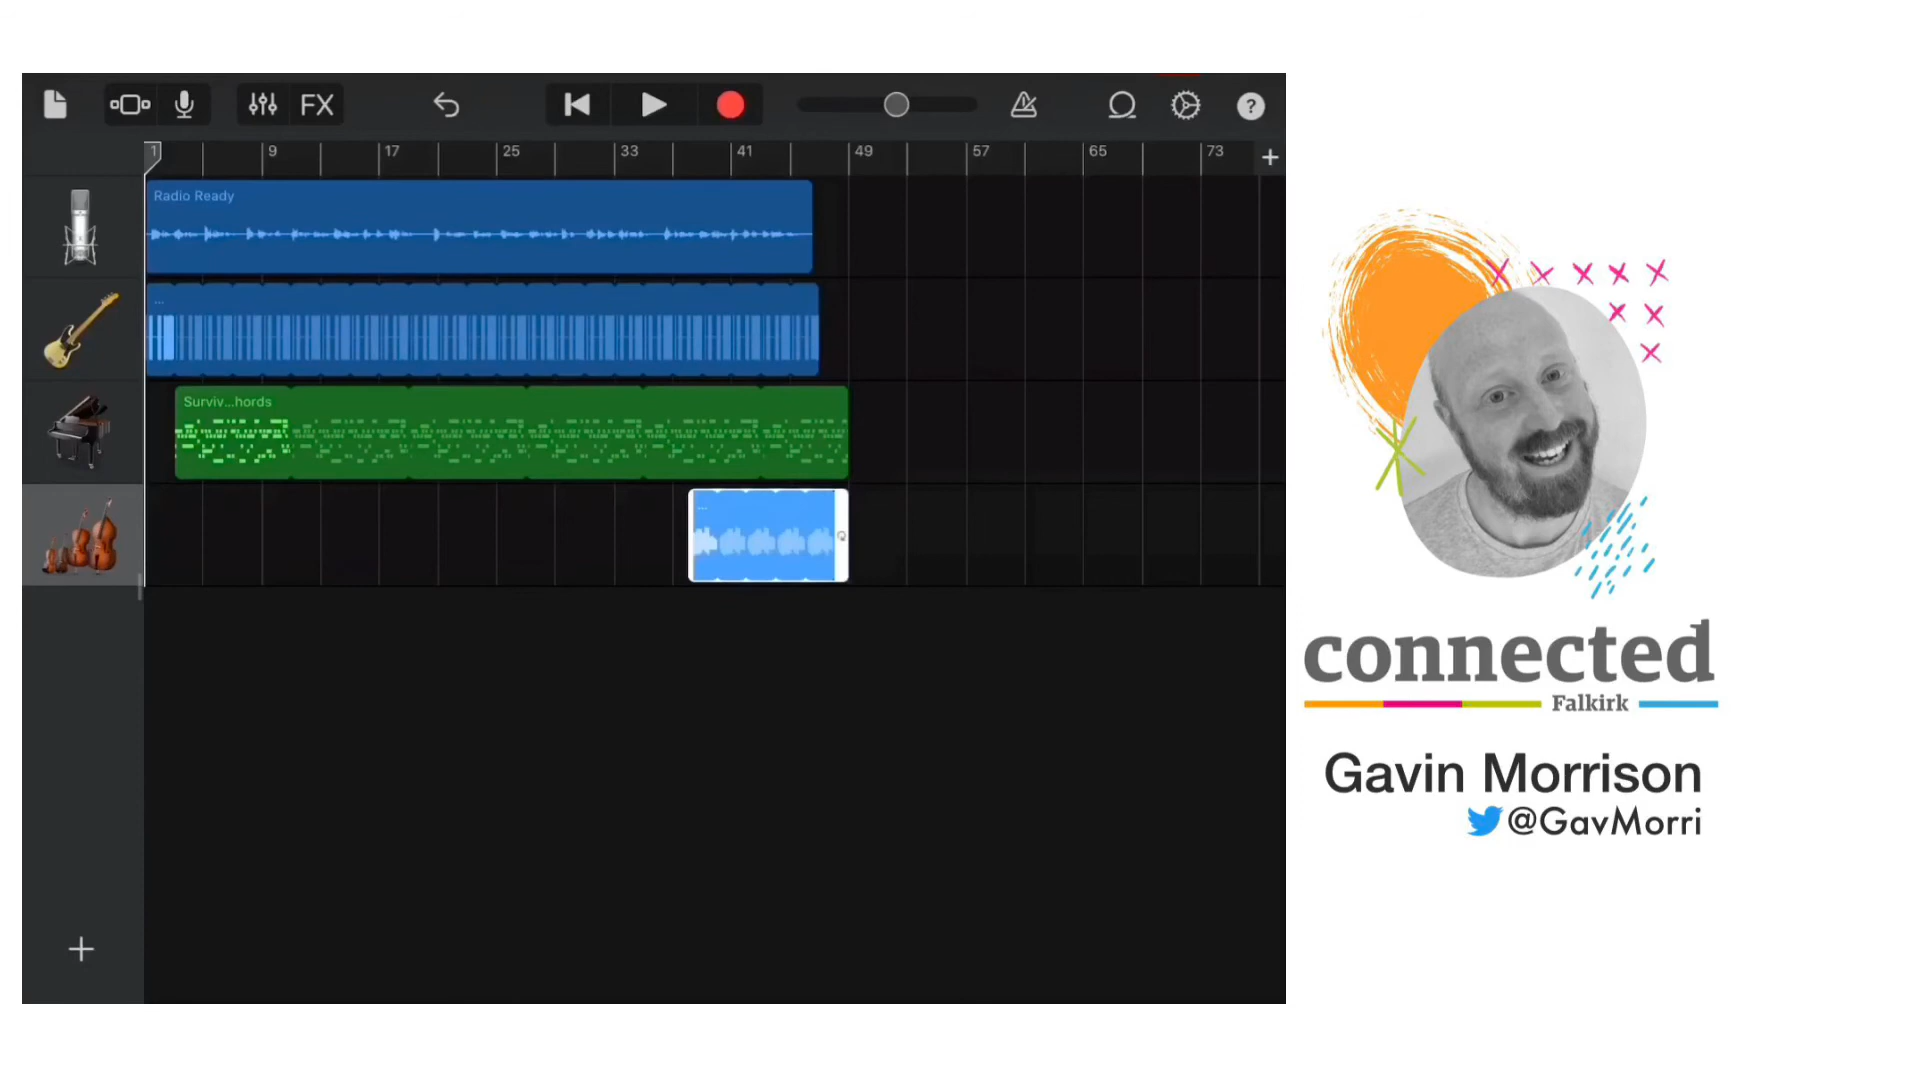 FX
?
1 9 17 25 33 41 49 57 65 73
Radio Ready
...
Surviv...hords
...
connected
Falkirk
Gavin Morrison
@GavMorri